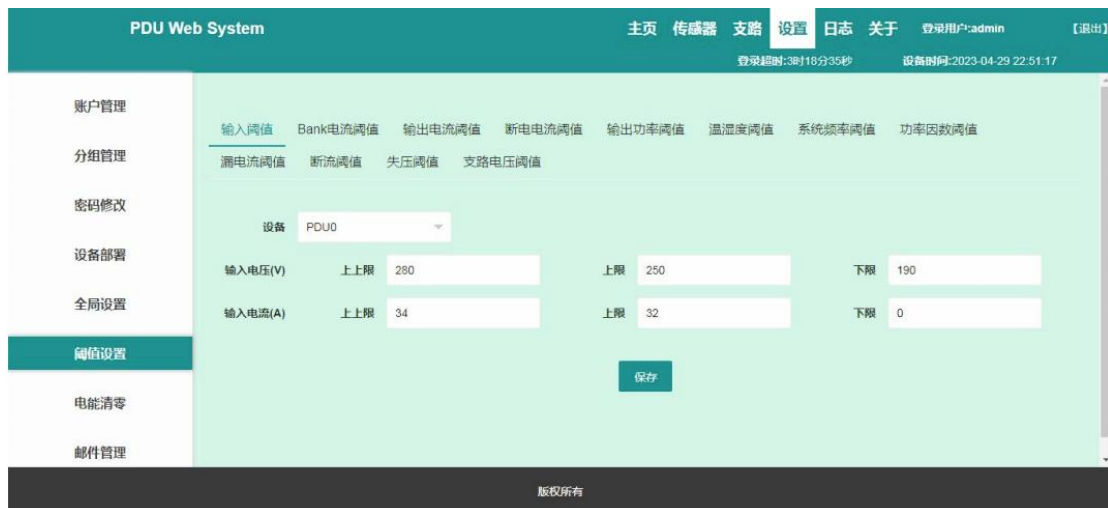 PDU Web System 主页 传感器 支路 设置 日志 关于 登录用户:admin 【退出】
登录超时:3时18分35秒 设备时间:2023-04-29 22:51:17
账户管理
分组管理
密码修改
设备部署
全局设置
阈值设置
电能清零
邮件管理
输入阈值 Bank电流阈值 输出电流阈值 断电电流阈值 输出功率阈值 温湿度阈值 系统频率阈值 功率因数阈值
漏电流阈值 断流阈值 失压阈值 支路电压阈值
设备 PDU0
输入电压(V) 上上限 280 上限 250 下限 190
输入电流(A) 上上限 34 上限 32 下限 0
保存
版权所有